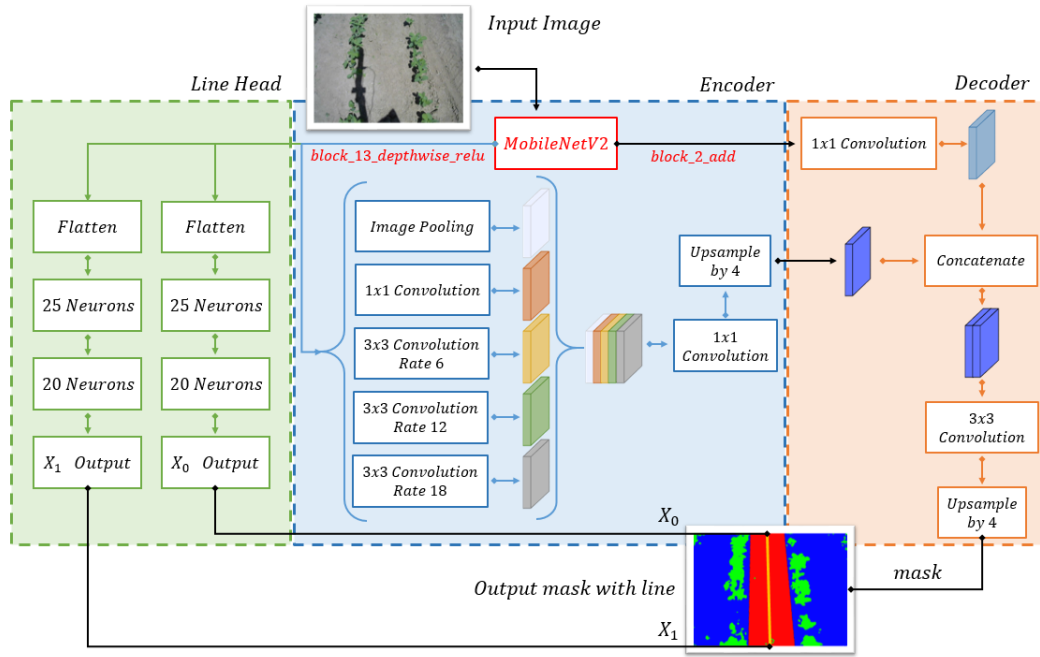 Input Image
Line Head
Encoder
Decoder
MobileNetV2
block_13_depthwise_relu
block_2_add
1x1 Convolution
Flatten
Flatten
25 Neurons
25 Neurons
20 Neurons
20 Neurons
X₁ Output
X₀ Output
Image Pooling
1x1 Convolution
3x3 Convolution
Rate 6
3x3 Convolution
Rate 12
3x3 Convolution
Rate 18
Upsample
by 4
1x1
Convolution
Concatenate
3x3
Convolution
Upsample
by 4
X₀
Output mask with line
mask
X₁